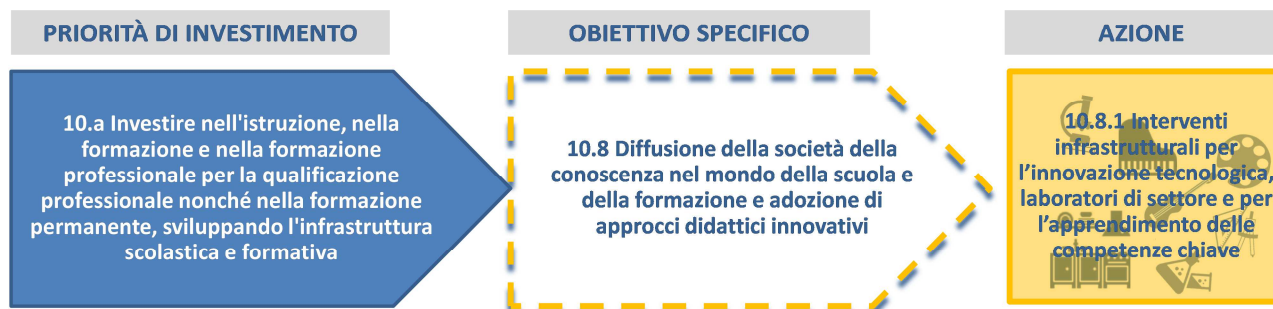 PRIORITÀ DI INVESTIMENTO
10.a Investire nell'istruzione, nella
formazione e nella formazione
professionale per la qualificazione
professionale nonché nella formazione
permanente, sviluppando l'infrastruttura
scolastica e formativa
OBIETTIVO SPECIFICO
10.8 Diffusione della società della
conoscenza nel mondo della scuola e
della formazione e adozione di
approcci didattici innovativi
AZIONE
10.8.1 Interventi
infrastrutturali per
l’innovazione tecnologica,
laboratori di settore e per
l’apprendimento delle
competenze chiave